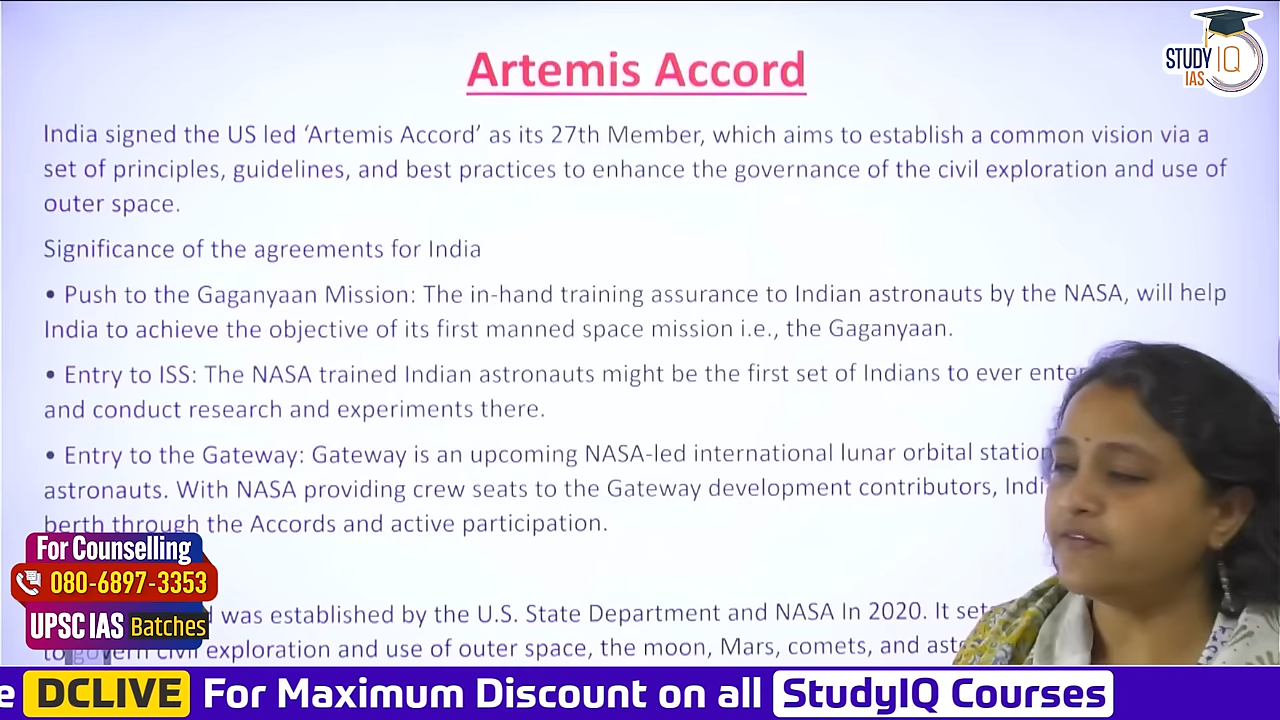 Artemis Accord
STUDY IQ
IAS
India signed the US led ‘Artemis Accord’ as its 27th Member, which aims to establish a common vision via a
set of principles, guidelines, and best practices to enhance the governance of the civil exploration and use of
outer space.
Significance of the agreements for India
• Push to the Gaganyaan Mission: The in-hand training assurance to Indian astronauts by the NASA, will help
India to achieve the objective of its first manned space mission i.e., the Gaganyaan.
• Entry to ISS: The NASA trained Indian astronauts might be the first set of Indians to ever enter
and conduct research and experiments there.
• Entry to the Gateway: Gateway is an upcoming NASA-led international lunar orbital station
astronauts. With NASA providing crew seats to the Gateway development contributors,
berth through the Accords and active participation.
was established by the U.S. State Department and NASA In 2020. It
to govern civil exploration and use of outer space, the moon, Mars, comets, and
For Counselling
080-6897-3353
UPSC IAS Batches
DCLIVE For Maximum Discount on all StudyIQ Courses